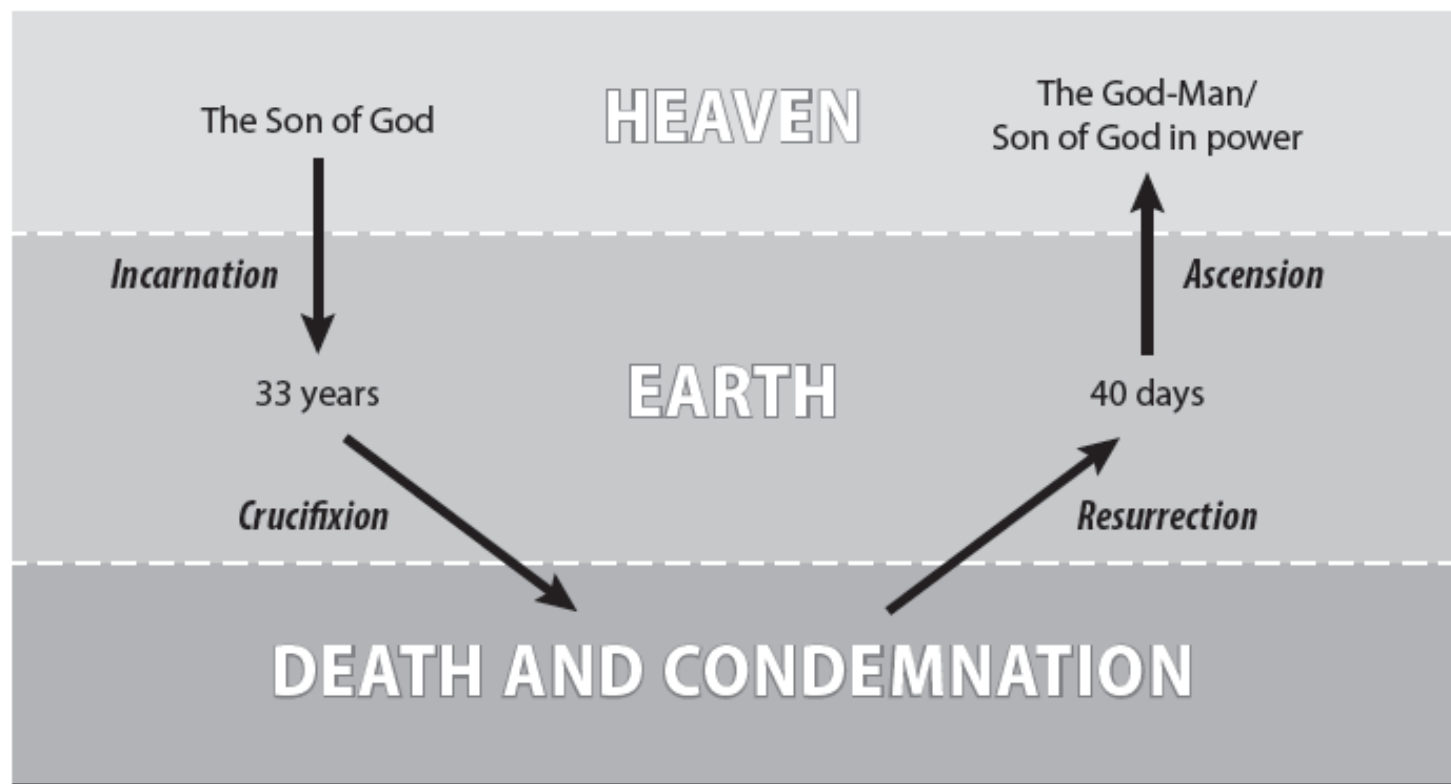 The Son of God
HEAVEN
The God-Man/
Son of God in power
Incarnation
Ascension
33 years
EARTH
40 days
Crucifixion
Resurrection
DEATH AND CONDEMNATION